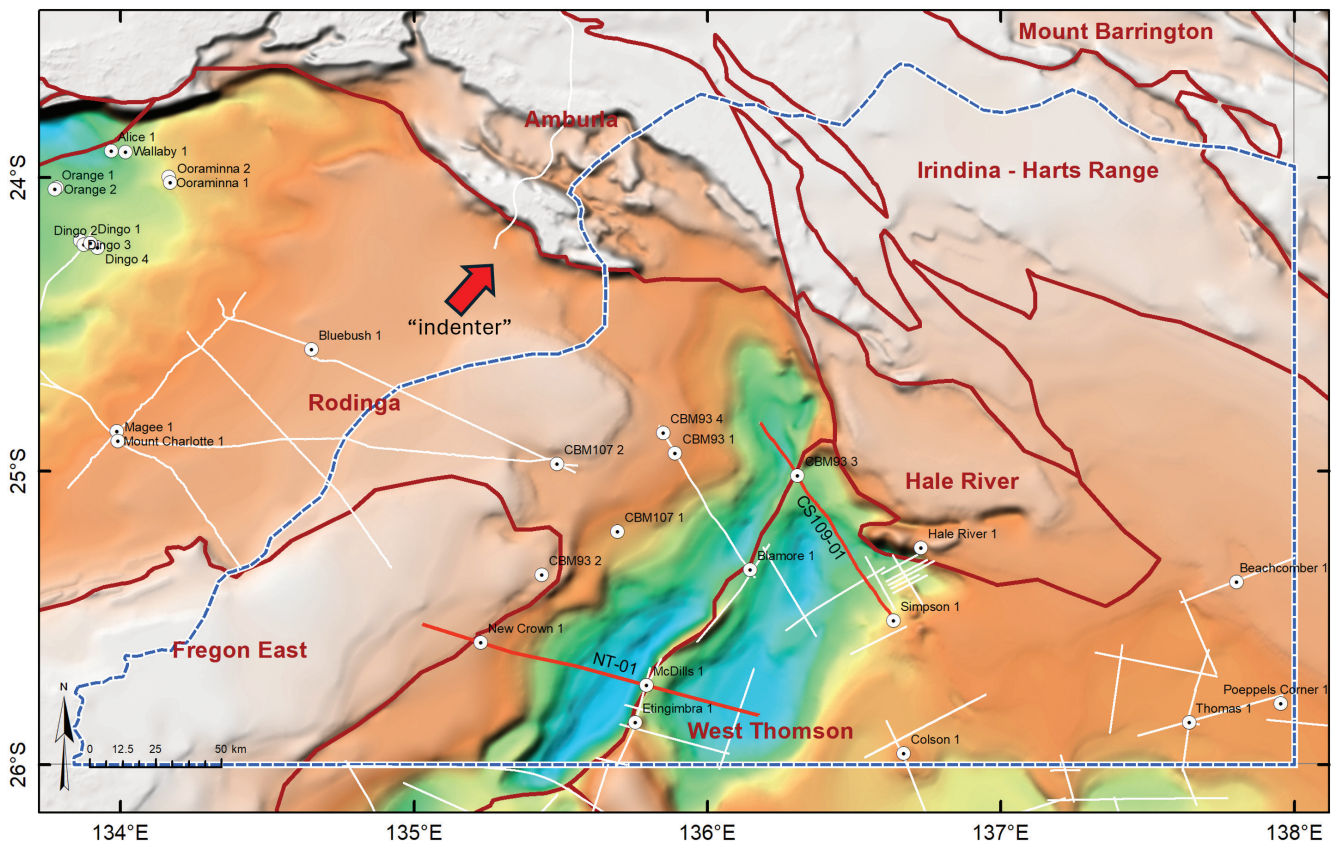 Mount Barrington
Amburla
Alice 1
Wallaby 1
Orange 1
Orange 2
Ooraminna 2
Ooraminna 1
Irindina - Harts Range
24°S
Dingo 2
Dingo 1
Dingo 3
Dingo 4
“indenter”
Bluebush 1
Rodinga
Magee 1
Mount Charlotte 1
CBM93 4
CBM93 1
CBM107 2
CBM93 3
25°S
Hale River
CS109-01
CBM107 1
Hale River 1
CBM93 2
Blamore 1
Beachcomber 1
Simpson 1
New Crown 1
Fregon East
NT-01
McDills 1
Poeppels Corner 1
Etingimbra 1
Thomas 1
West Thomson
Colson 1
N
0 12.5 25 50 km
26°S
134°E 135°E 136°E 137°E 138°E